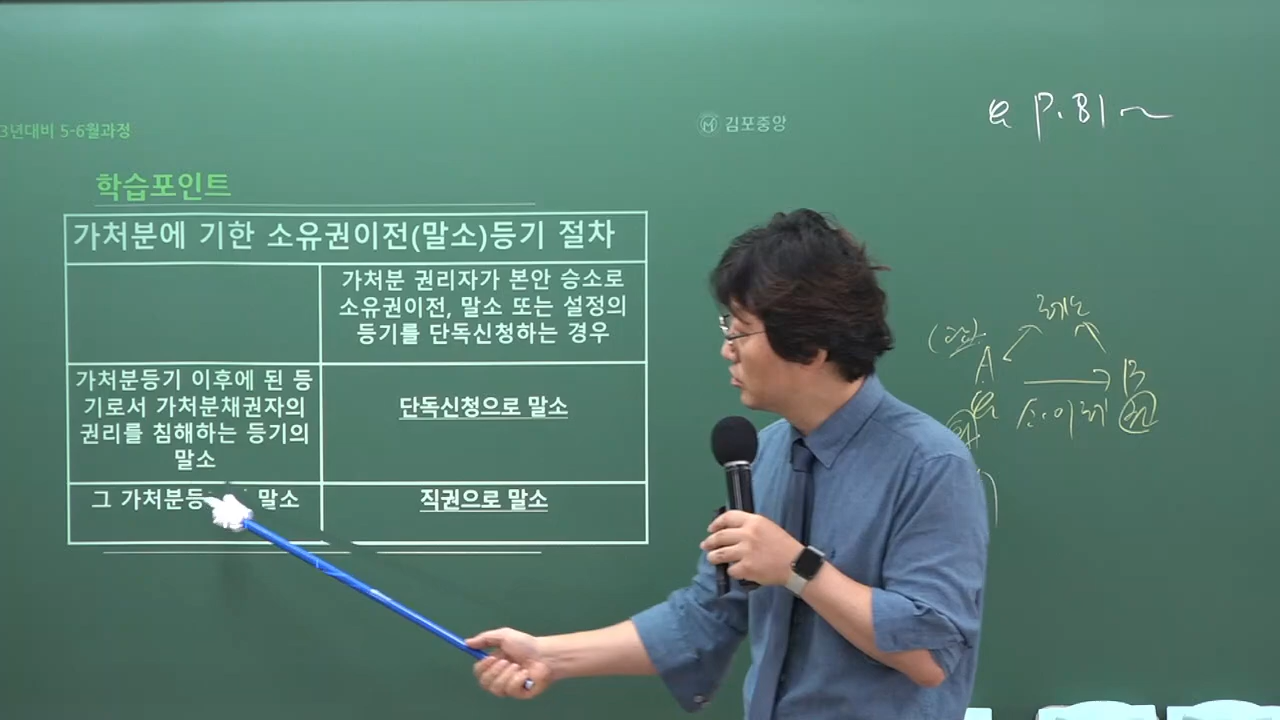 3년대비 5-6월과정
김포중앙
P.81~
학습포인트
가처분에 기한 소유권이전(말소)등기 절차
가처분 권리자가 본안 승소로
소유권이전, 말소 또는 설정의
등기를 단독신청하는 경우
가처분등기 이후에 된 등
기로서 가처분채권자의
권리를 침해하는 등기의
말소
단독신청으로 말소
그 가처분등 말소
직권으로 말소
A
B